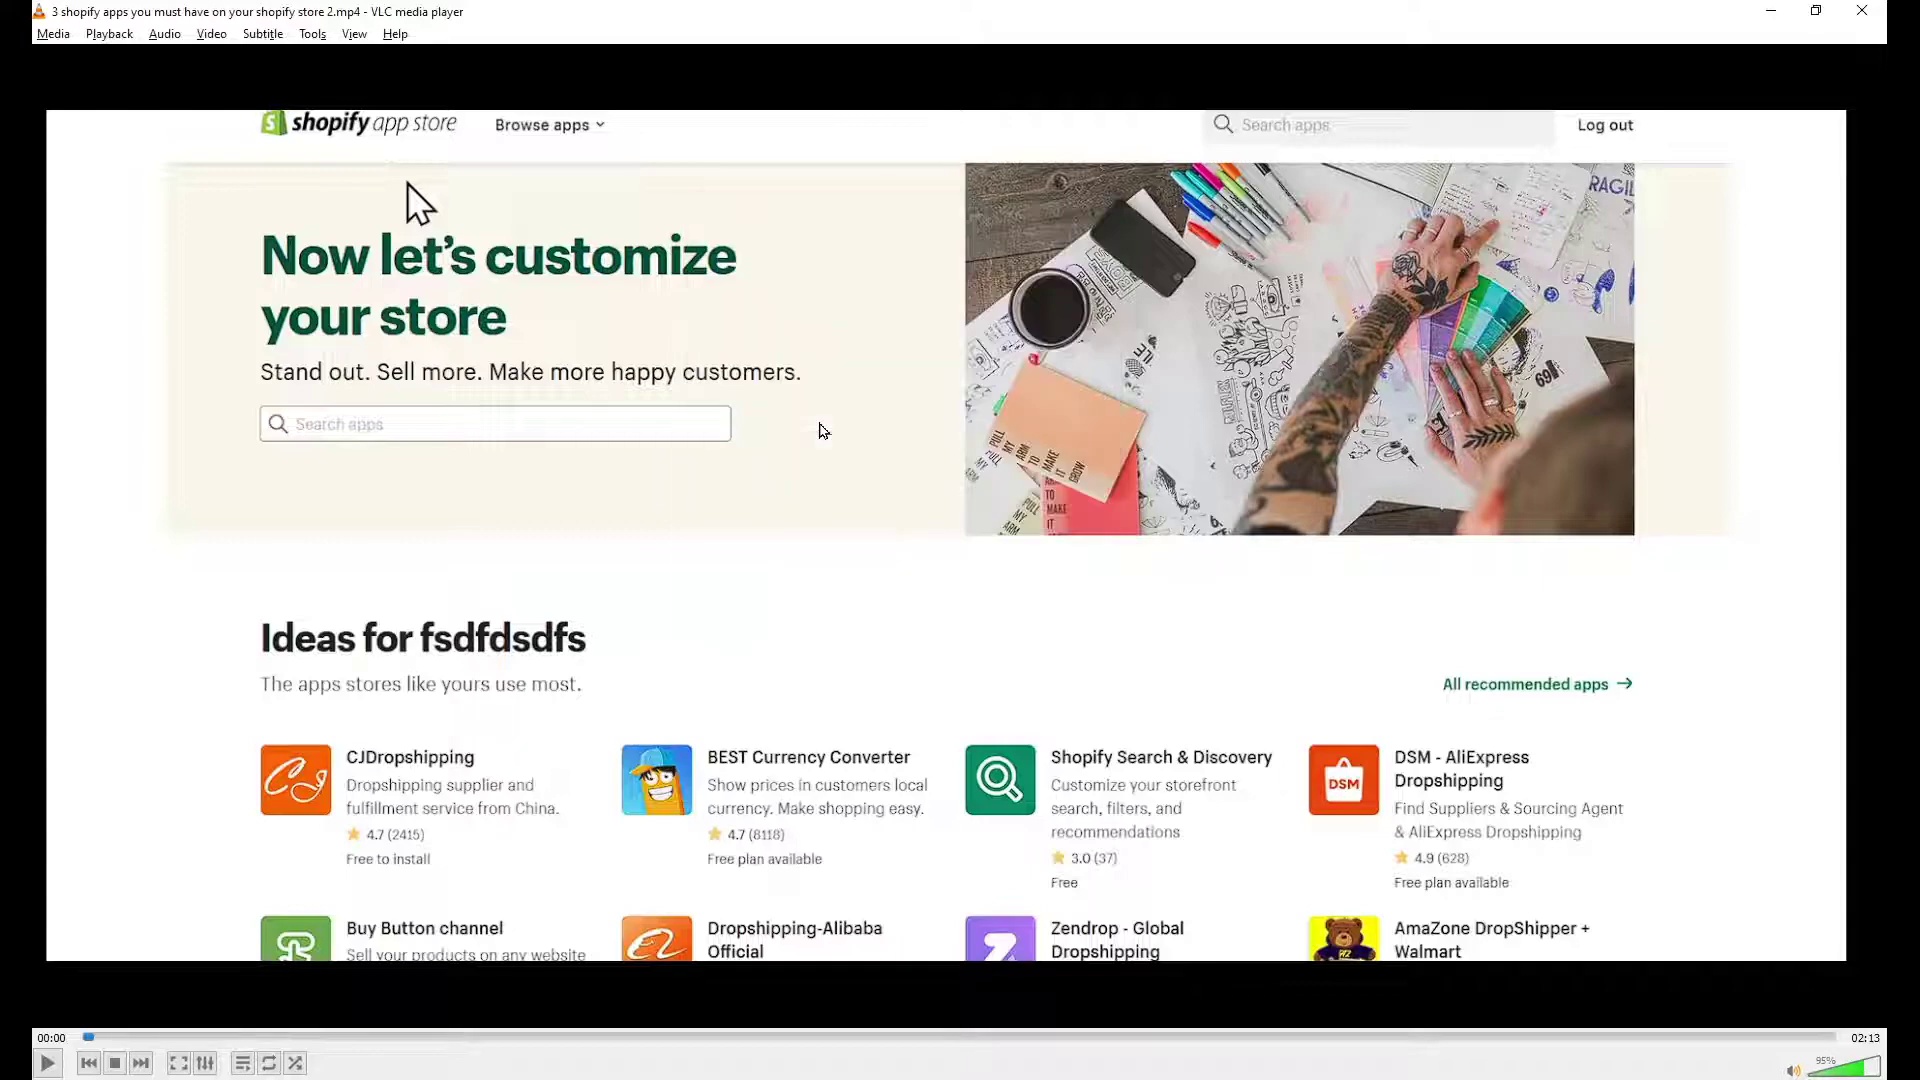 3 shopify apps you must have on your shopify store 2.mp4 - VLC media player
Media Playback Audio Video Subtitle Tools View Help
shopify app store Browse apps Search apps Log out
Now let's customize
your store
Stand out. Sell more. Make more happy customers.
Search apps
Ideas for fsdfdsdfs
The apps stores like yours use most.
All recommended apps →
CJDropshipping
Dropshipping supplier and
fulfillment service from China.
4.7 (2415)
Free to install
BEST Currency Converter
Show prices in customers local
currency. Make shopping easy.
4.7 (8118)
Free plan available
Shopify Search & Discovery
Customize your storefront
search, filters, and
recommendations
3.0 (37)
Free
DSM
DSM - AliExpress
Dropshipping
Find Suppliers & Sourcing Agent
& AliExpress Dropshipping
4.9 (628)
Free plan available
Buy Button channel
Sell your products on any website
Dropshipping-Alibaba
Official
Zendrop - Global
Dropshipping
AmaZone DropShipper +
Walmart
00:00 02:13
95%